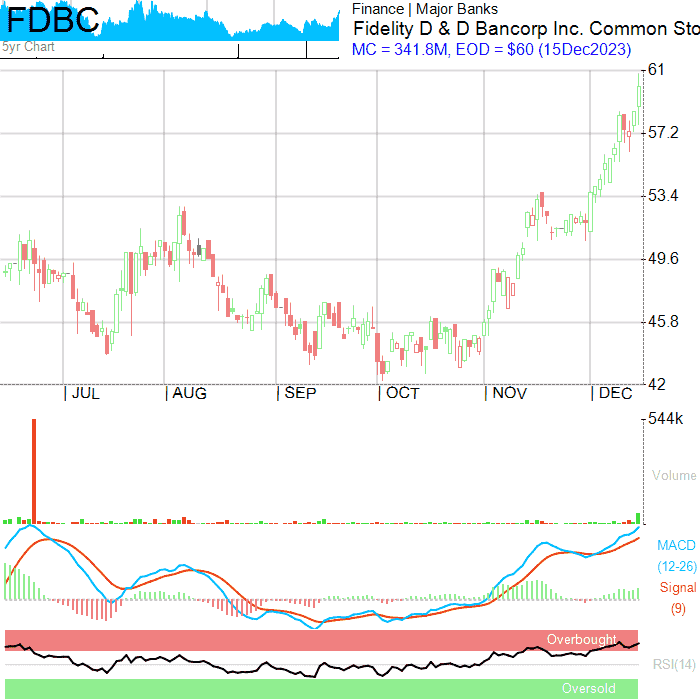 FDBC
Finance | Major Banks
Fidelity D & D Bancorp Inc. Common Sto
5yr Chart
MC = 341.8M, EOD = $60 (15Dec2023)
61
57.2
53.4
49.6
45.8
42
| JUL | AUG | SEP | OCT | NOV | DEC
544k
Volume
MACD
(12-26)
Signal
(9)
Overbought
RSI(14)
Oversold